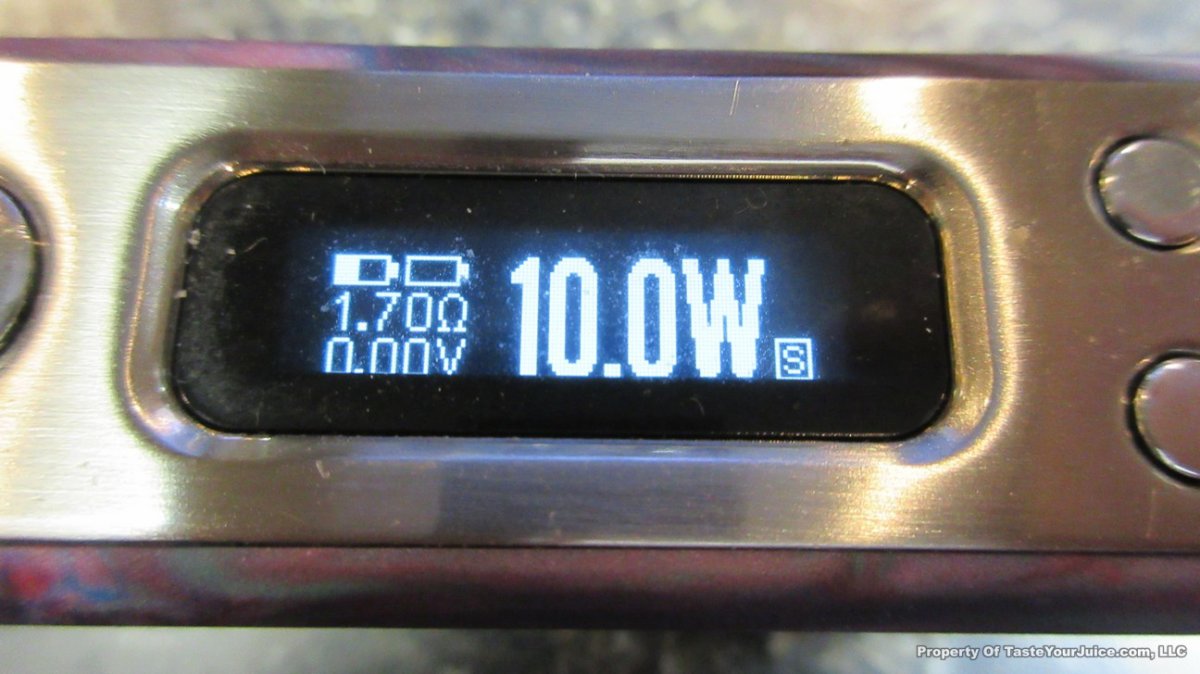 1.70Ω
0.00V
10.0W
S
Property Of TasteYourJuice.com, LLC